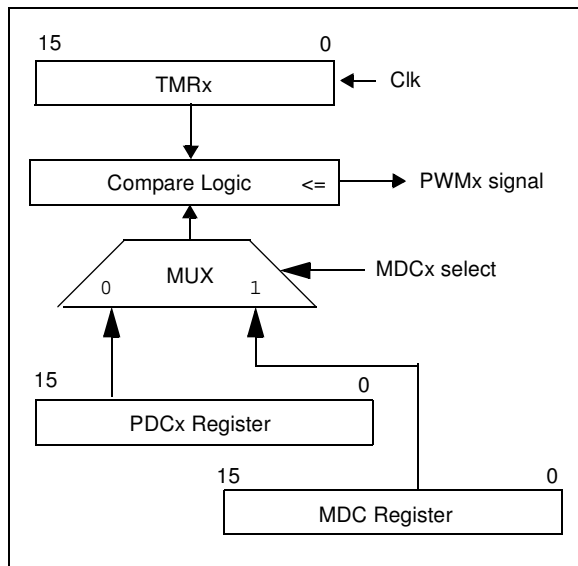 15 0
TMRx
Clk
Compare Logic <=
PWMx signal
MUX
0 1
MDCx select
15 0
PDCx Register
15 0
MDC Register